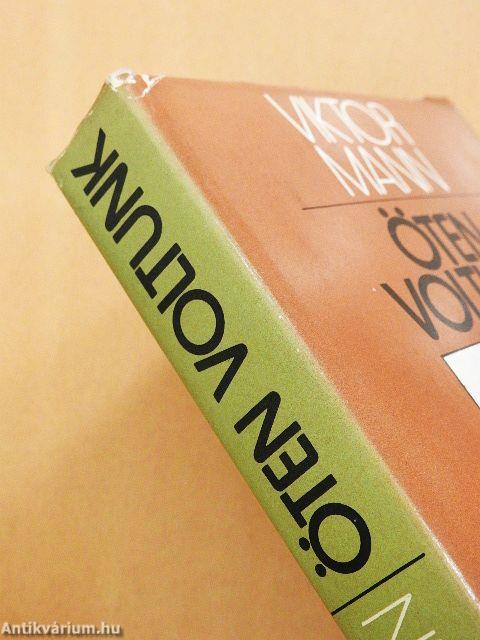 VIKTOR
MANN
ÖTEN
VOLT
ÖTEN VOLTUNK
Antikvárium.hu